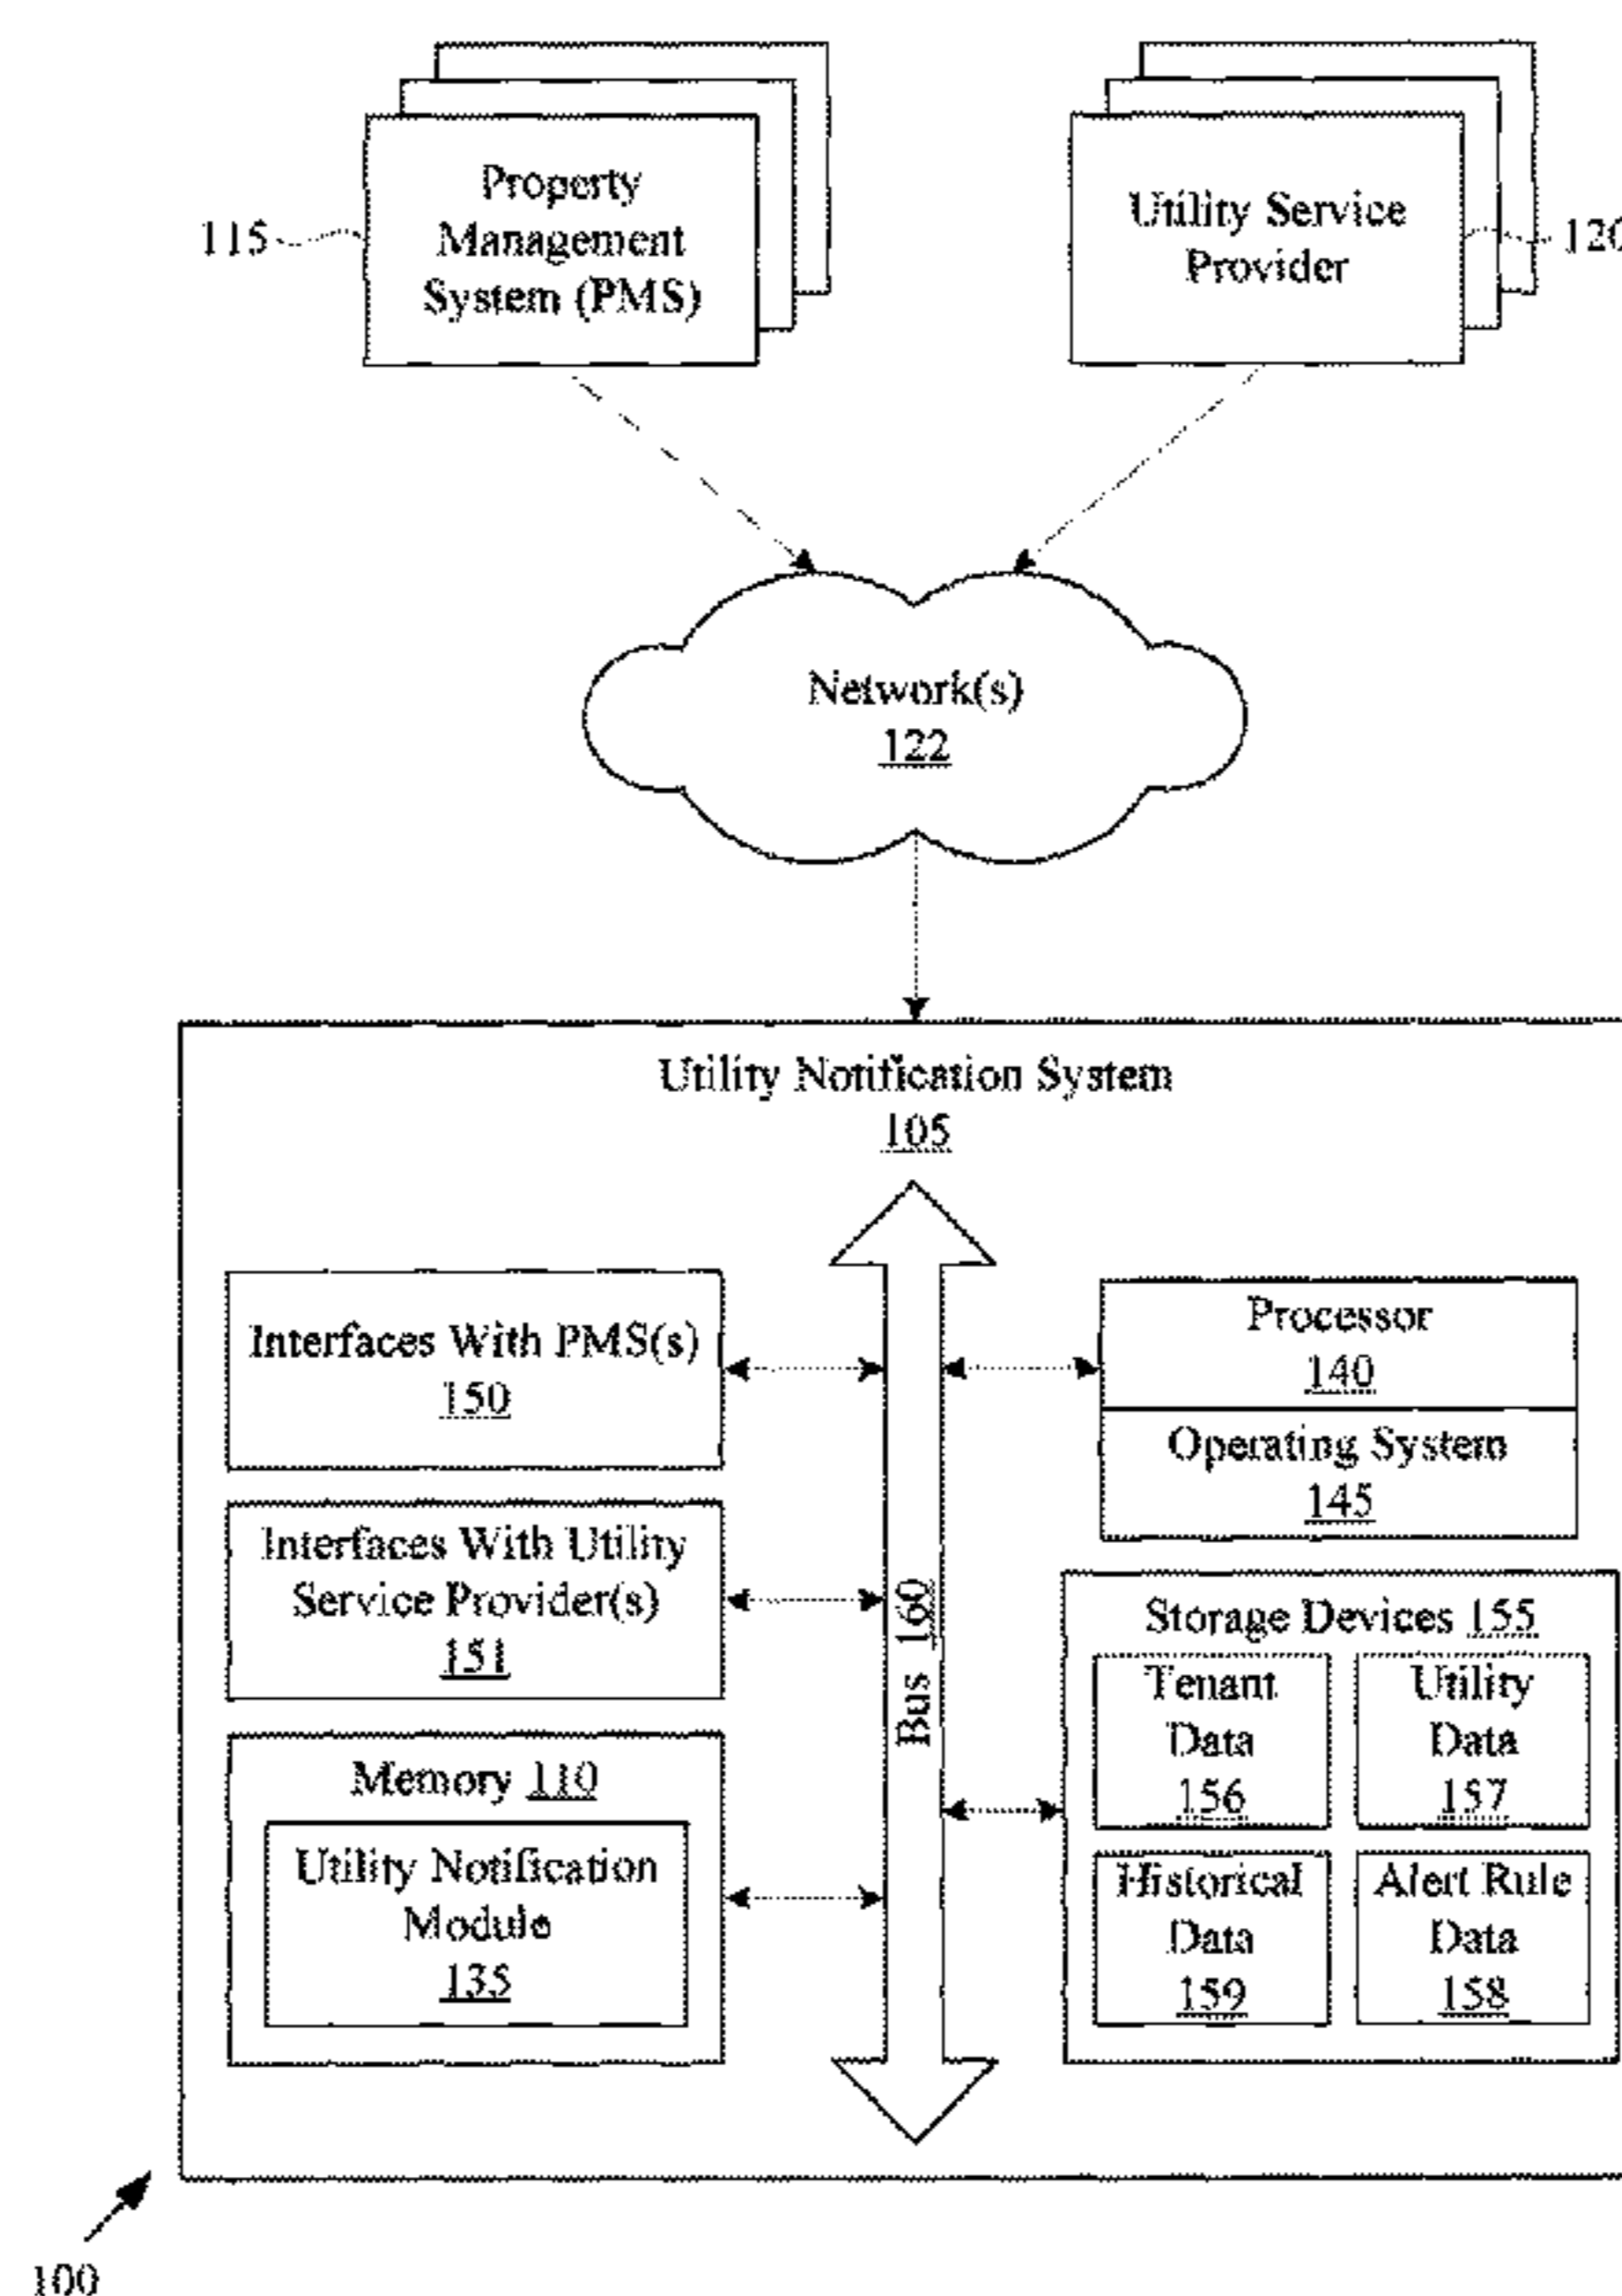 Property
Management
System (PMS)
115
Utility Service
Provider
120
Network(s)
122
Utility Notification System
105
Interfaces With PMS(s)
150
Interfaces With Utility
Service Provider(s)
151
Memory 110
Utility Notification
Module
135
Bus 160
Processor
140
Operating System
145
Storage Devices 155
Tenant
Data
156
Utility
Data
157
Historical
Data
159
Alert Rule
Data
158
100